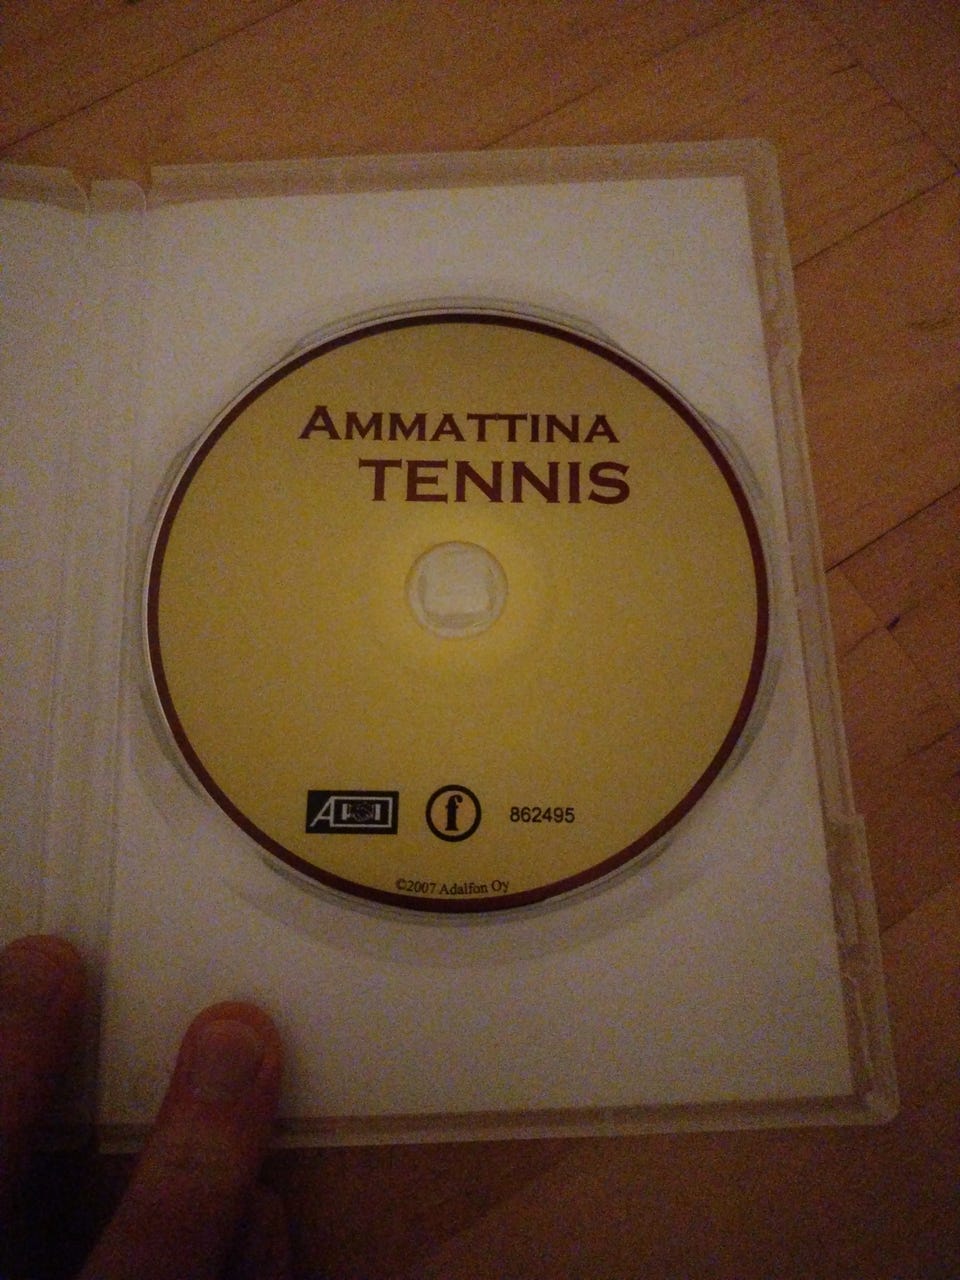 AMMATTINA
TENNIS
f
862495
©2007 Adalfon Oy